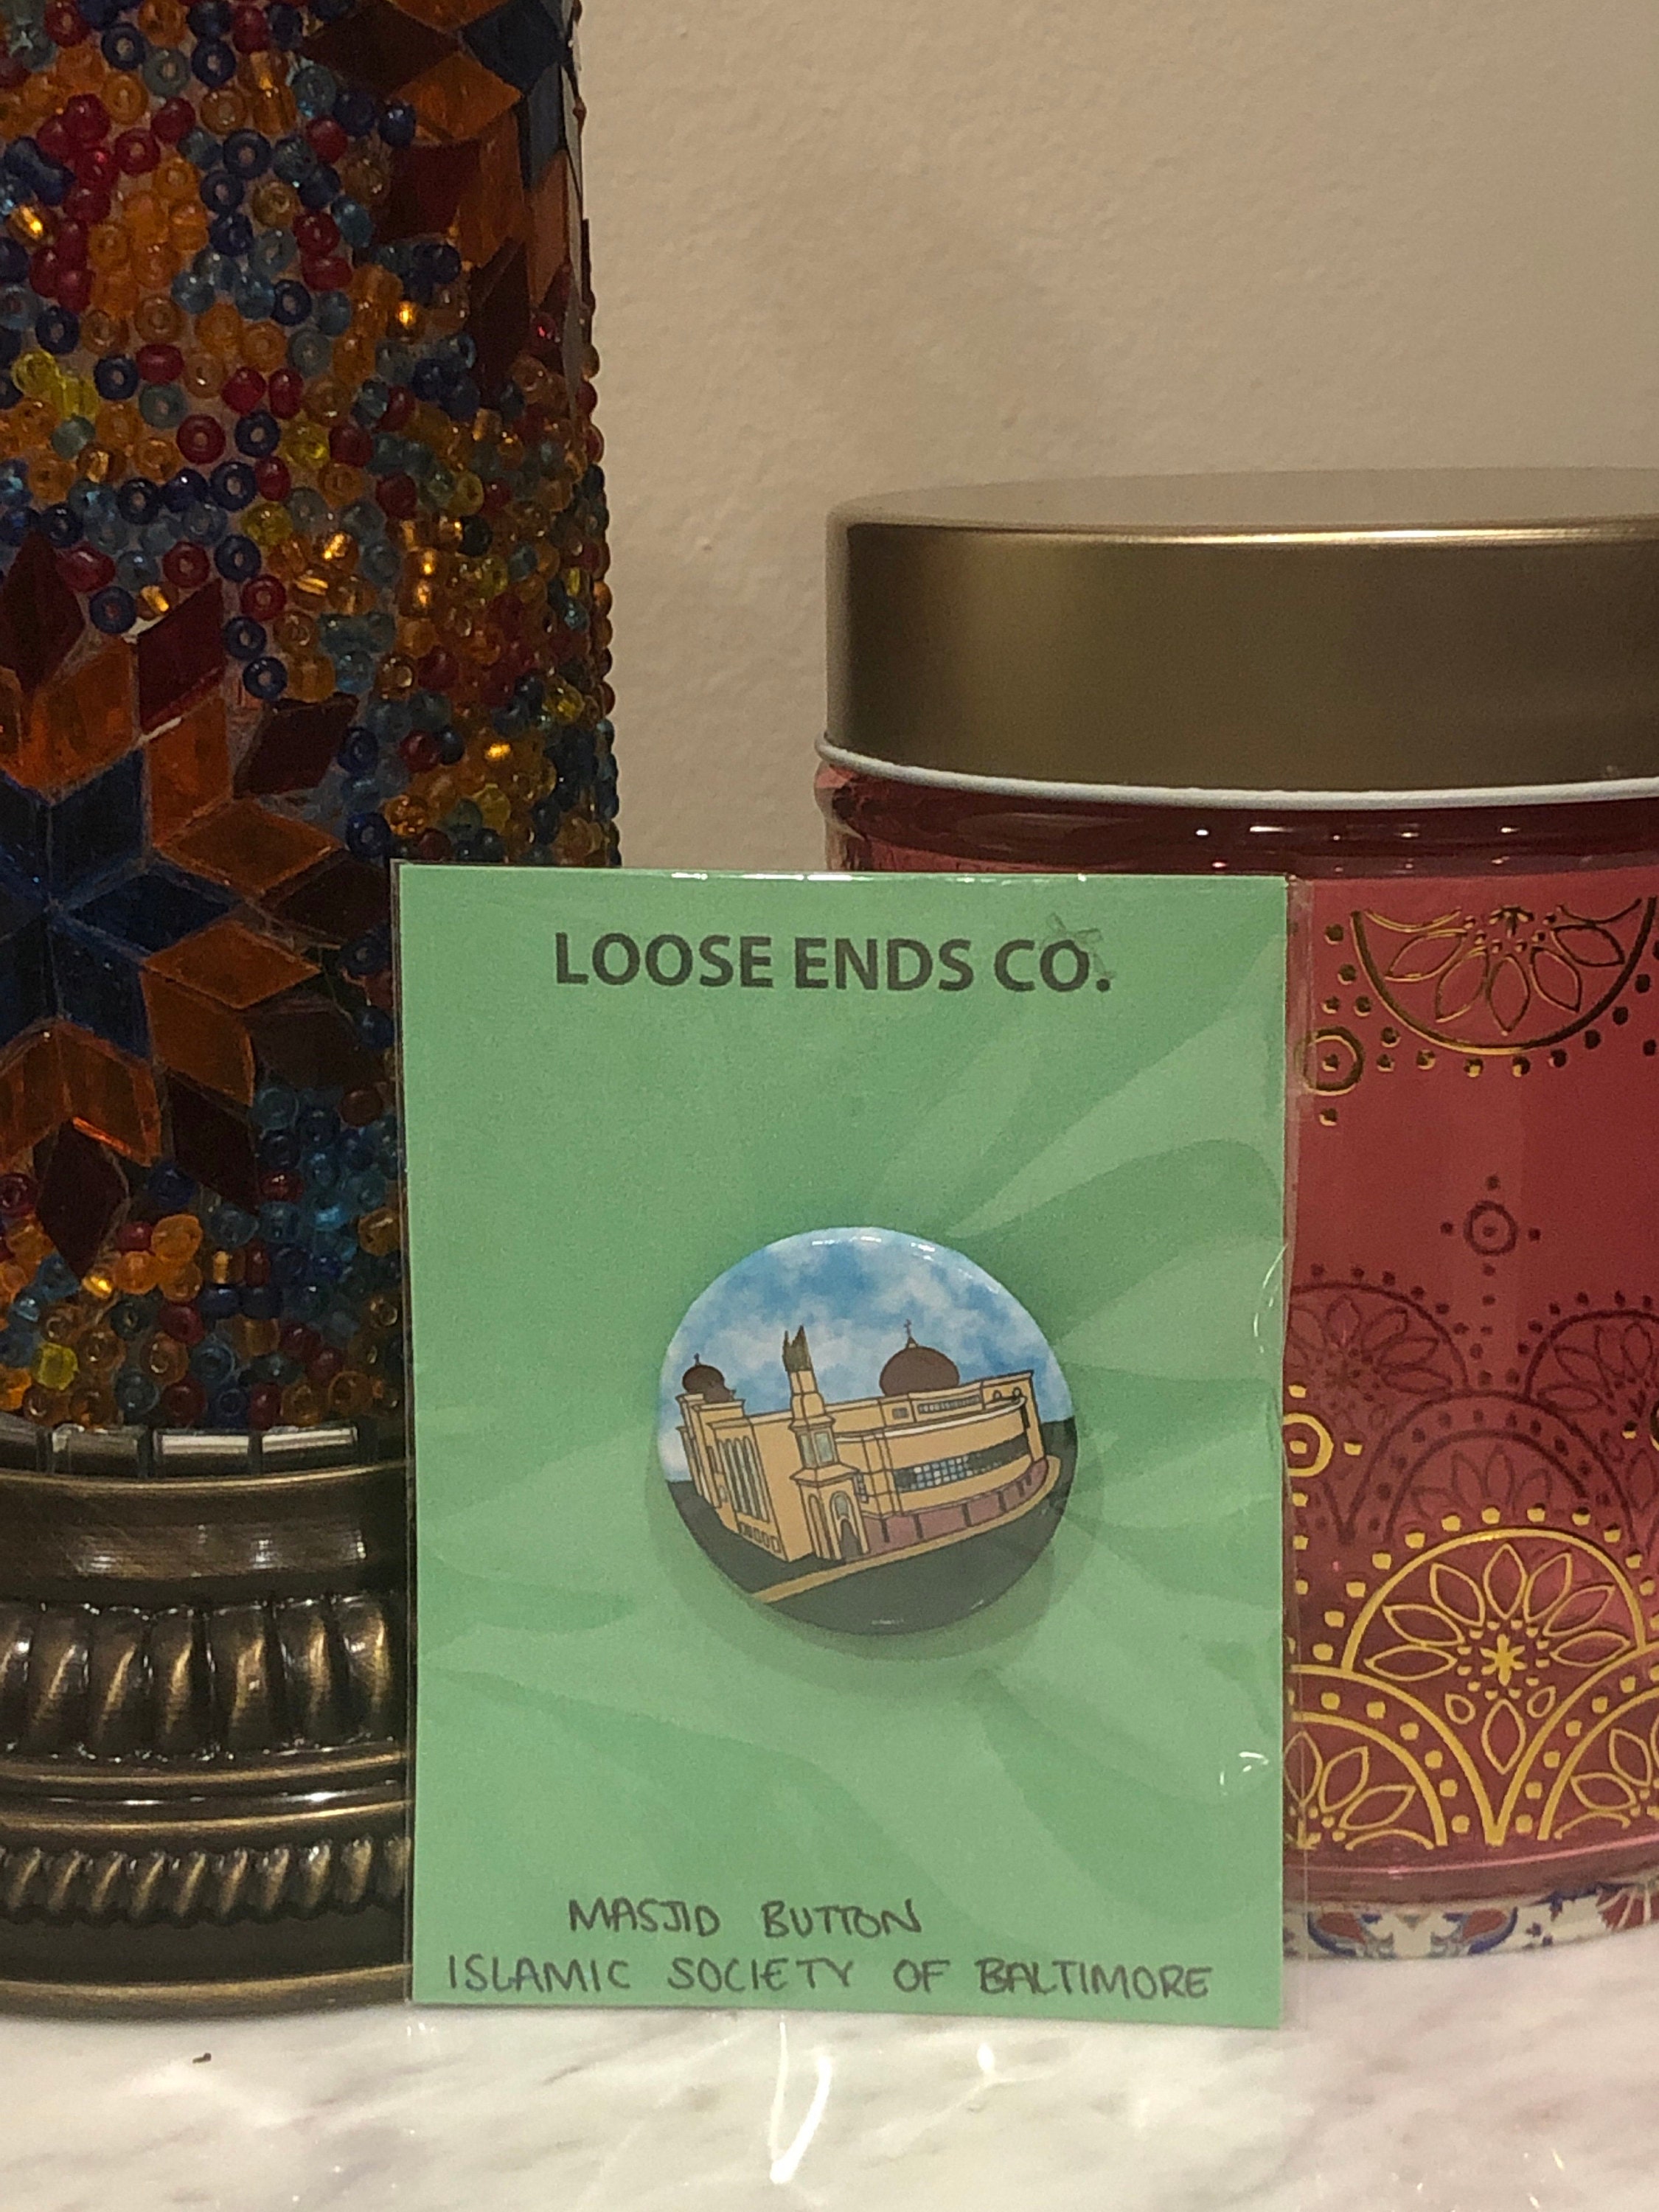 LOOSE ENDS CO.
MASJID BUTTON
ISLAMIC SOCIETY OF BALTIMORE